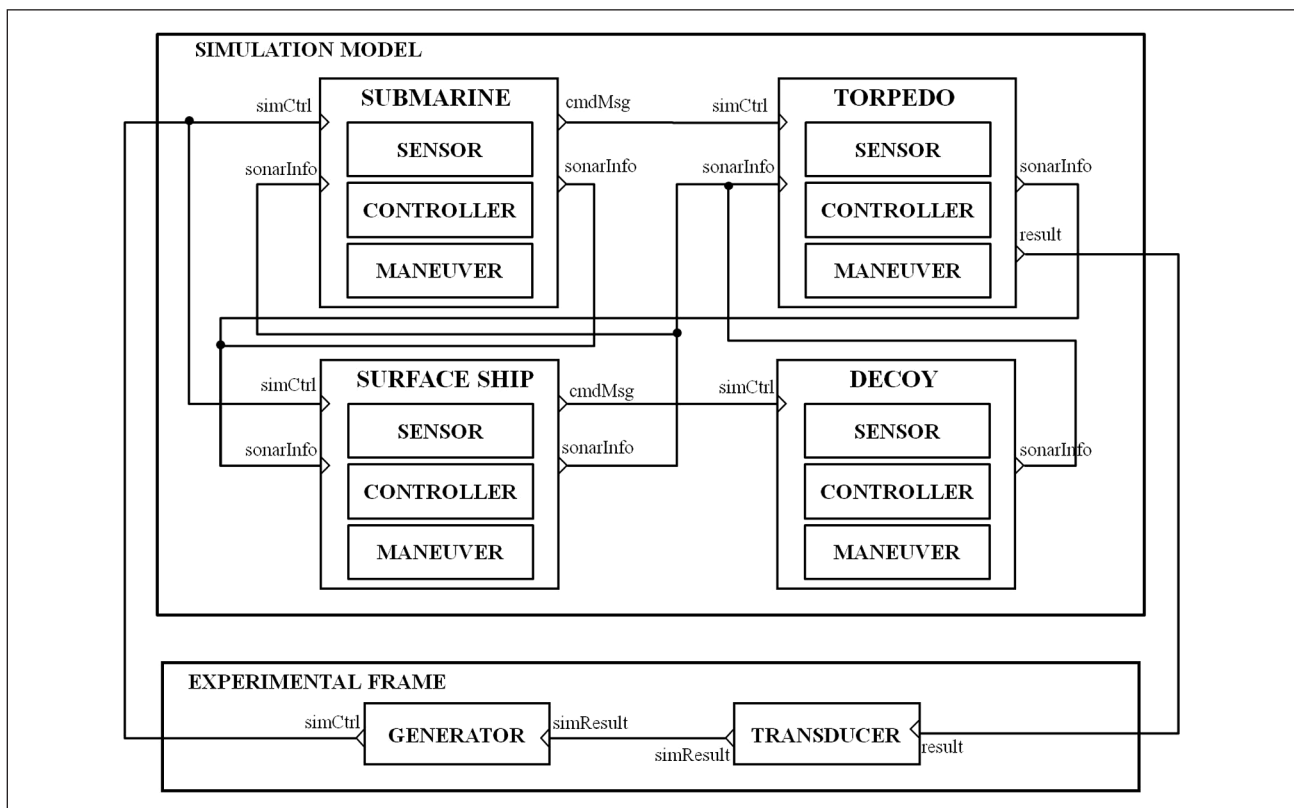 SIMULATION MODEL
SUBMARINE
TORPEDO
simCtrl
cmdMsg
simCtrl
SENSOR
SENSOR
sonarInfo
sonarInfo
sonarInfo
sonarInfo
CONTROLLER
CONTROLLER
result
MANEUVER
MANEUVER
SURFACE SHIP
DECOY
simCtrl
cmdMsg
simCtrl
SENSOR
SENSOR
sonarInfo
sonarInfo
sonarInfo
CONTROLLER
CONTROLLER
MANEUVER
MANEUVER
EXPERIMENTAL FRAME
simCtrl
GENERATOR
simResult
simResult
TRANSDUCER
result